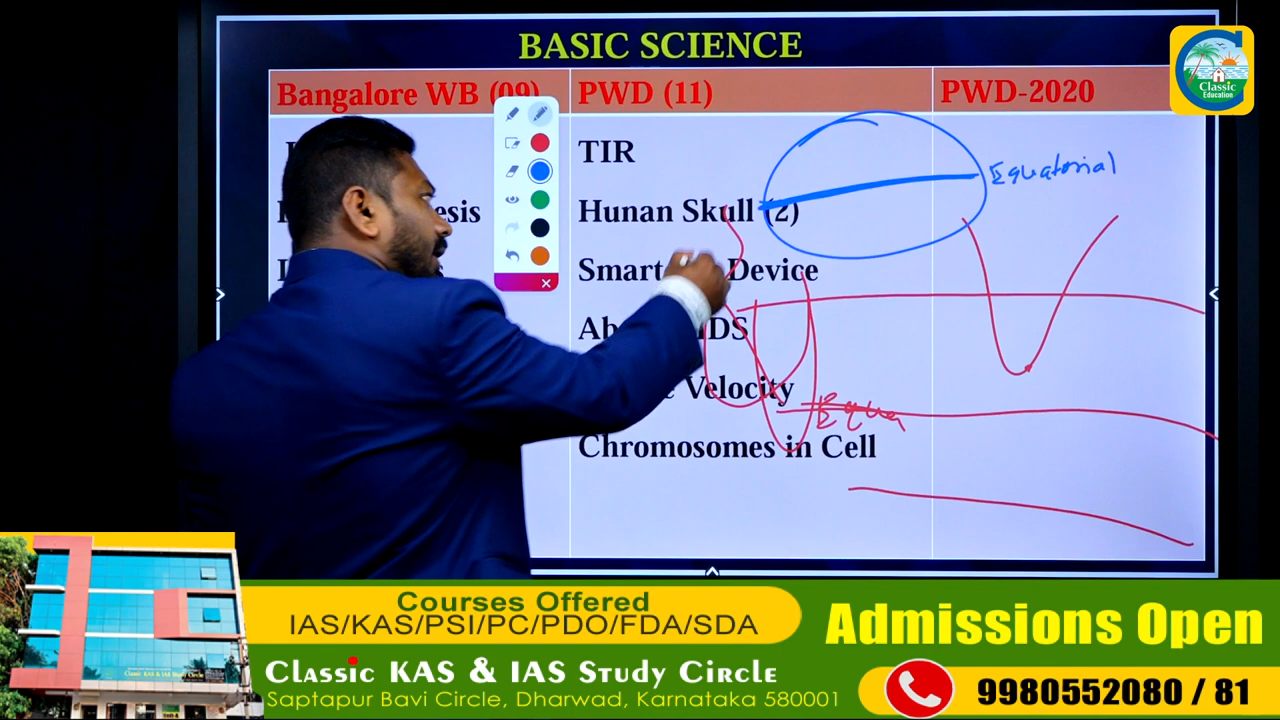 BASIC SCIENCE
Bangalore WB (09)
PWD (11)
PWD-2020
Classic
Education
TIR
Equatorial
esis
Hunan Skull (2)
Smart Device
Ab DS
Velocity
Equa
Chromosomes in Cell
Courses Offered
IAS/KAS/PSI/PC/PDO/FDA/SDA
Admissions Open
Classic KAS & IAS Study Circle
Saptapur Bavi Circle, Dharwad, Karnataka 580001
9980552080 / 81